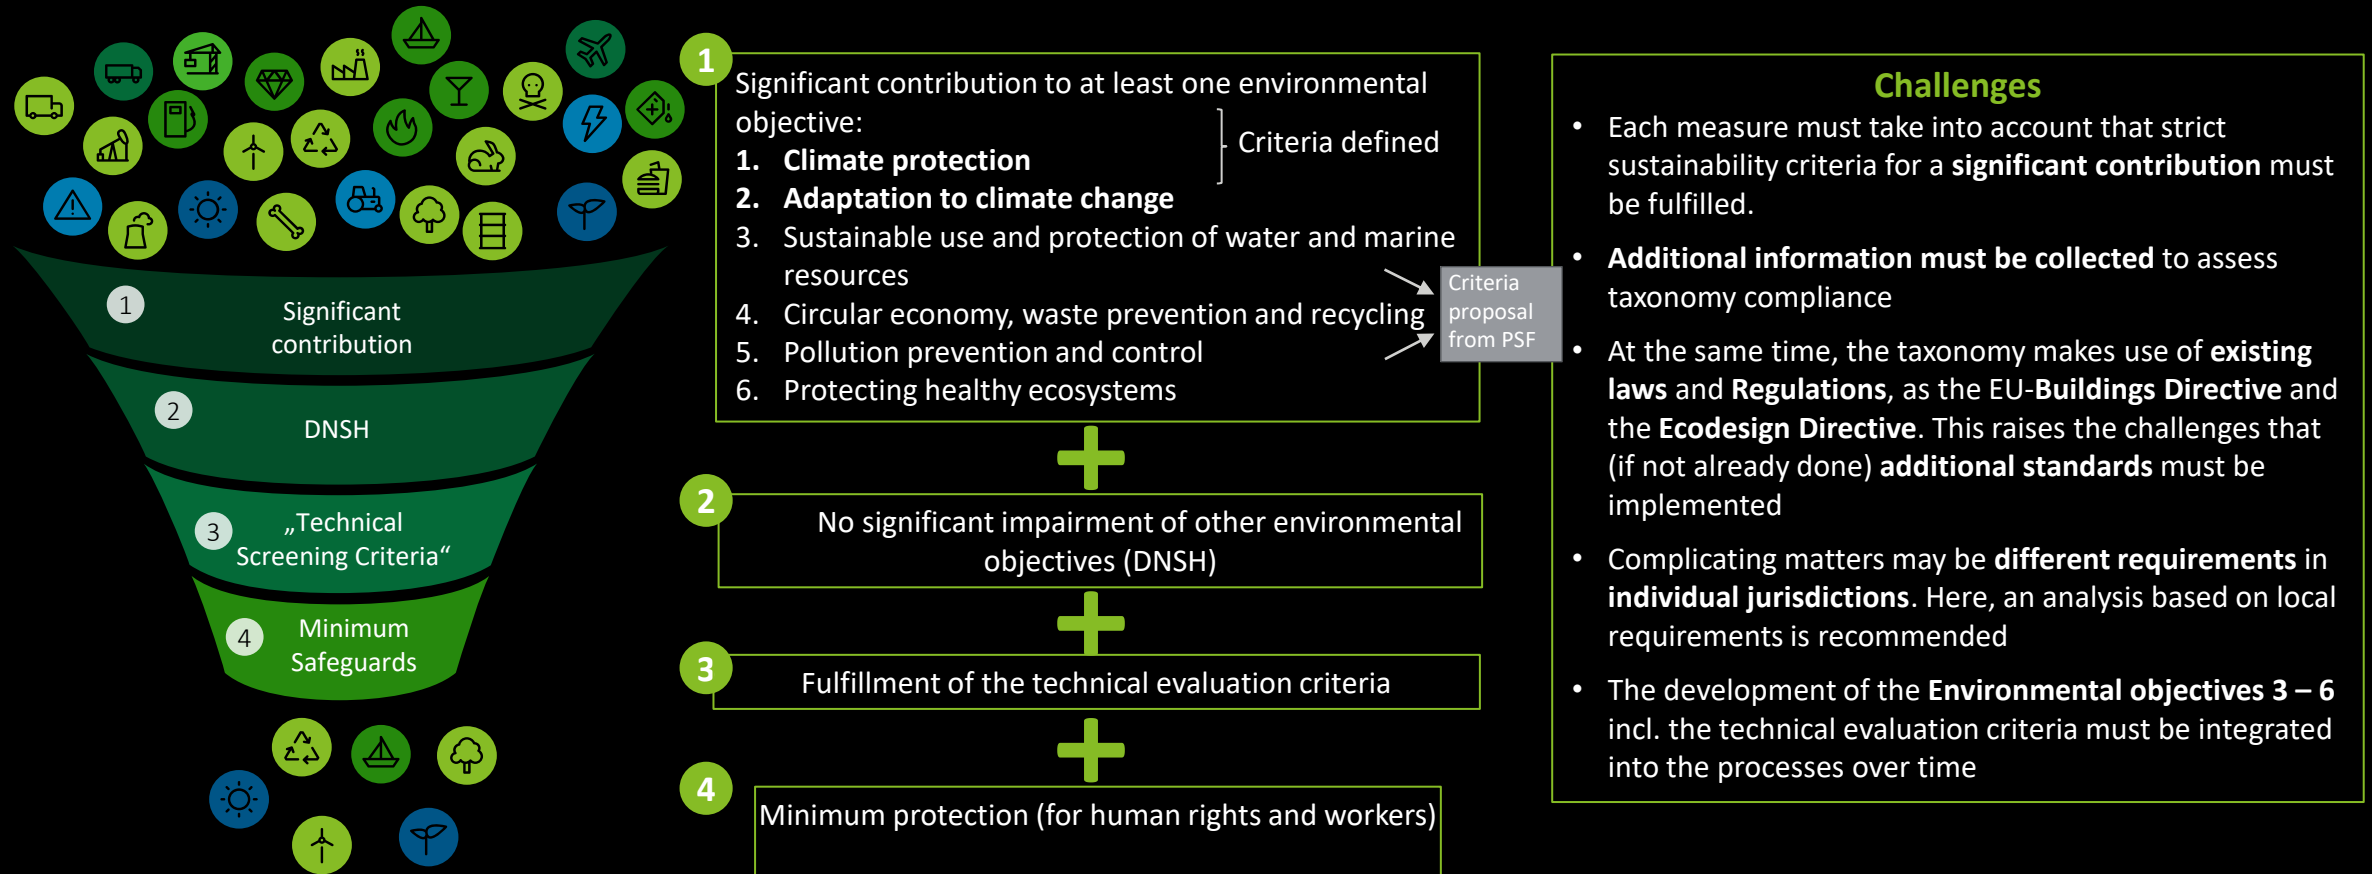 1
Significant
contribution
2
DNSH
3
„Technical
Screening Criteria“
4
Minimum
Safeguards
1
Significant contribution to at least one environmental
objective:
1. Climate protection
2. Adaptation to climate change
3. Sustainable use and protection of water and marine
resources
4. Circular economy, waste prevention and recycling
5. Pollution prevention and control
6. Protecting healthy ecosystems
Criteria defined
Criteria
proposal
from PSF
2
No significant impairment of other environmental
objectives (DNSH)
3
Fulfillment of the technical evaluation criteria
4
Minimum protection (for human rights and workers)
Challenges
• Each measure must take into account that strict
sustainability criteria for a significant contribution must
be fulfilled.
• Additional information must be collected to assess
taxonomy compliance
• At the same time, the taxonomy makes use of existing
laws and Regulations, as the EU-Buildings Directive and
the Ecodesign Directive. This raises the challenges that
(if not already done) additional standards must be
implemented
• Complicating matters may be different requirements in
individual jurisdictions. Here, an analysis based on local
requirements is recommended
• The development of the Environmental objectives 3 – 6
incl. the technical evaluation criteria must be integrated
into the processes over time